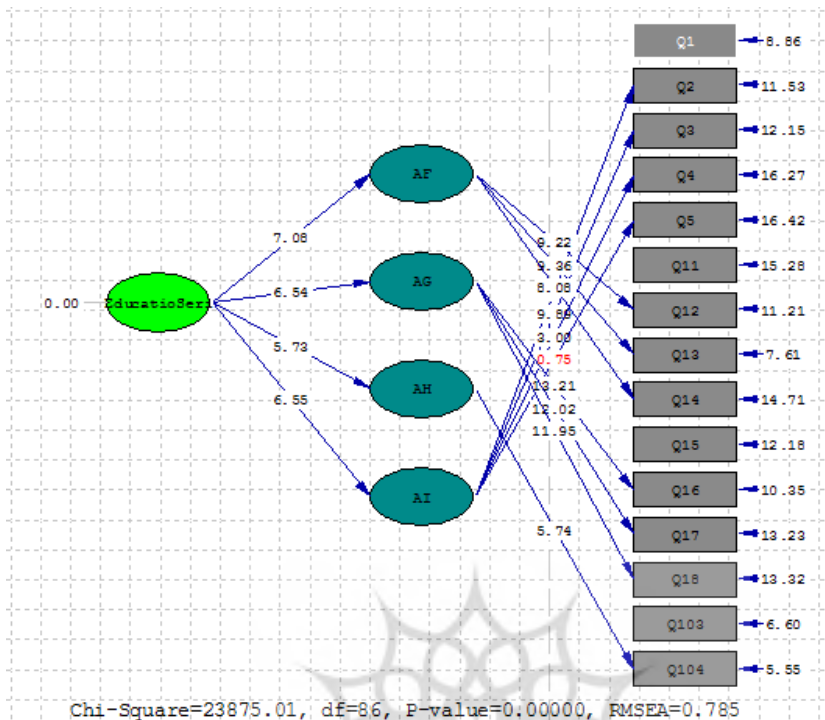 Q1 8.86
Q2 11.53
Q3 12.15
AF
Q4 16.27
7.08
9.22
Q5 16.42
9.36
Q11 15.28
AG
8.08
6.54
0.00
Q12 11.21
3.00
5.73
Q13 7.61
0.75
13.21
AH
6.55
Q14 14.71
12.02
11.95
Q15 12.18
Q16 10.35
AI
5.74
Q17 13.23
Q18 13.32
Q103 6.60
Q104 5.55
Chi-Square=23875.01, df=86, P-value=0.00000, RMSEA=0.785